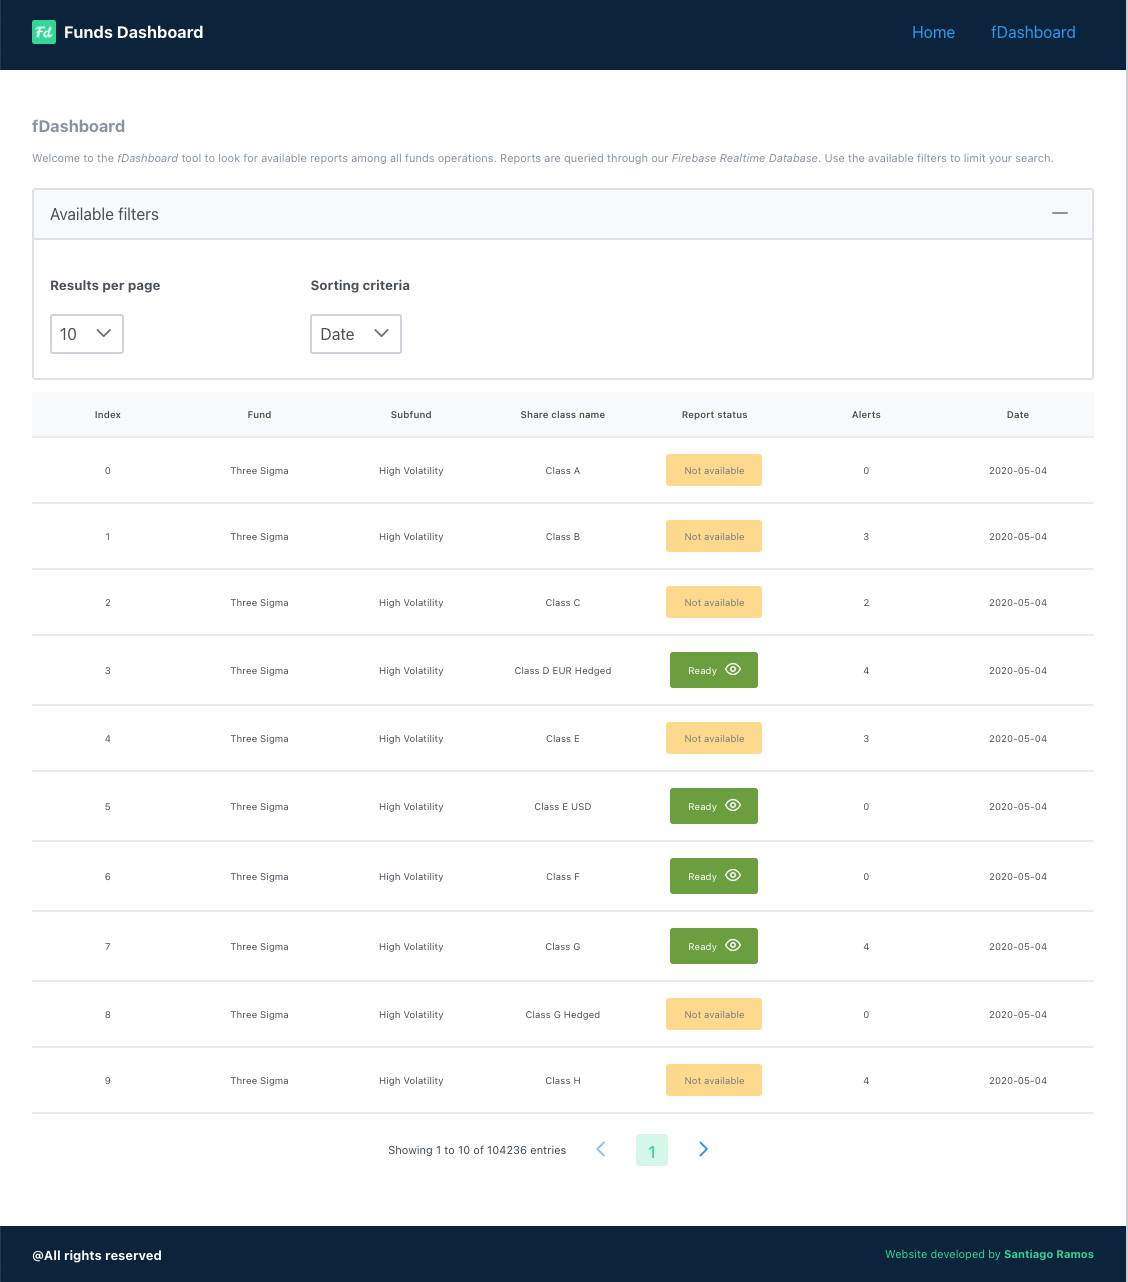 Fd Funds Dashboard Home fDashboard
fDashboard
Welcome to the fDashboard tool to look for available reports among all funds operations. Reports are queried through our Firebase Realtime Database. Use the available filters to limit your search.
Available filters
Results per page Sorting criteria
10 Date
Index Fund Subfund Share class name Report status Alerts Date
0 Three Sigma High Volatility Class A Not available 0 2020-05-04
1 Three Sigma High Volatility Class B Not available 3 2020-05-04
2 Three Sigma High Volatility Class C Not available 2 2020-05-04
3 Three Sigma High Volatility Class D EUR Hedged Ready 4 2020-05-04
4 Three Sigma High Volatility Class E Not available 3 2020-05-04
5 Three Sigma High Volatility Class E USD Ready 0 2020-05-04
6 Three Sigma High Volatility Class F Ready 0 2020-05-04
7 Three Sigma High Volatility Class G Ready 4 2020-05-04
8 Three Sigma High Volatility Class G Hedged Not available 0 2020-05-04
9 Three Sigma High Volatility Class H Not available 4 2020-05-04
Showing 1 to 10 of 104236 entries 1
@All rights reserved Website developed by Santiago Ramos